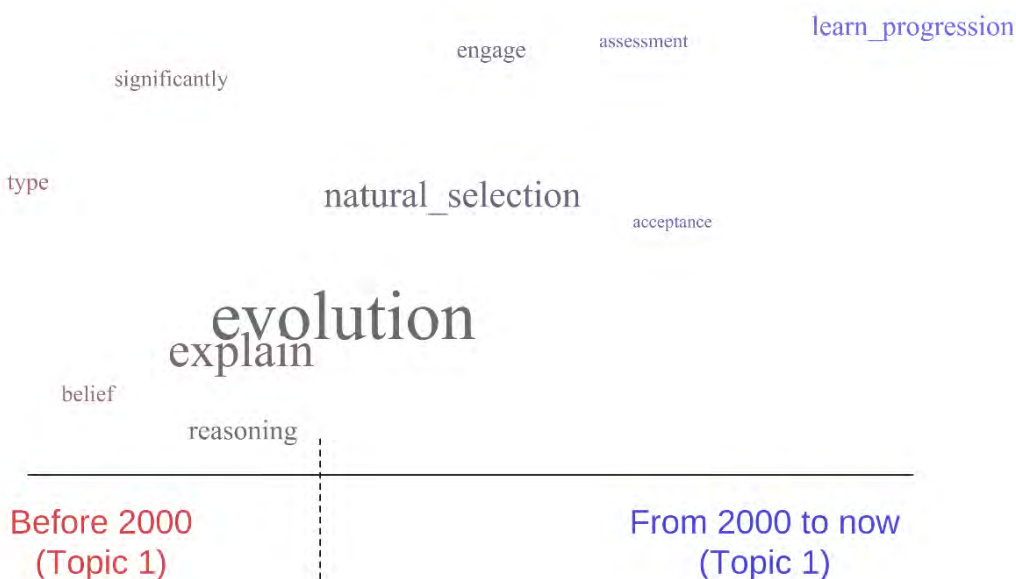 learn_progression
engage
assessment
significantly
type
natural_selection
acceptance
evolution
explain
belief
reasoning
Before 2000
(Topic 1)
From 2000 to now
(Topic 1)